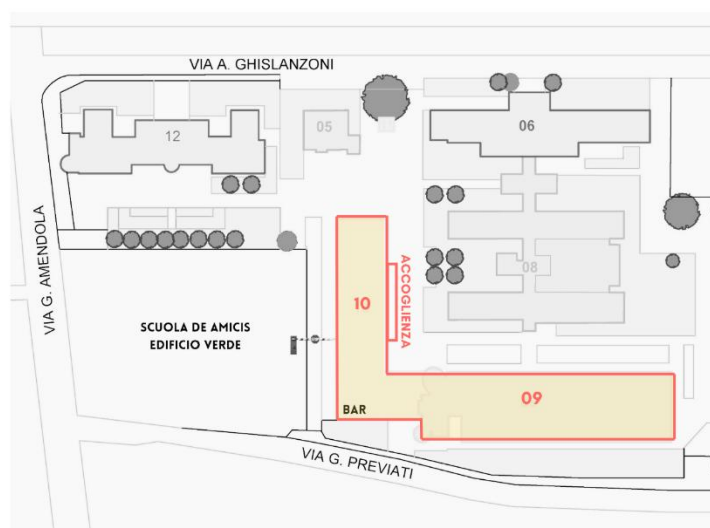 VIA A. GHISLANZONI
05
06
12
VIA G. AMENDOLA
ACCOGLIENZA
08
10
SCUOLA DE AMICIS
EDIFICIO VERDE
09
BAR
VIA G. PREVIATI